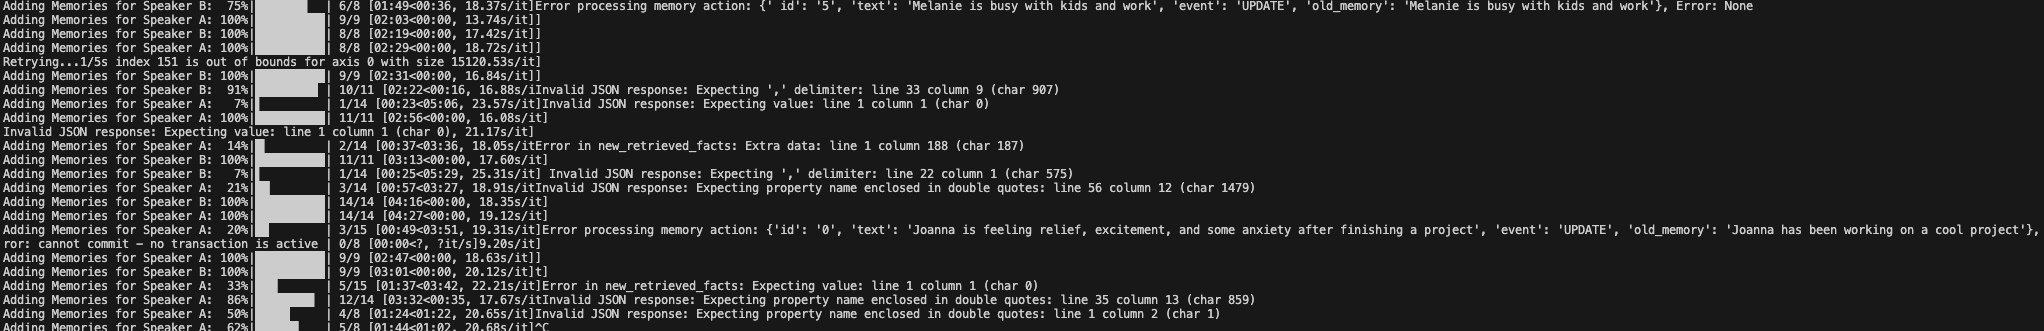 Adding Memories for Speaker B:  75%|███████▌  | 6/8 [01:49<00:36, 18.37s/it]Error processing memory action: {' id': '5', 'text': 'Melanie is busy with kids and work', 'event': 'UPDATE', 'old_memory': 'Melanie is busy with kids and work'}, Error: None
Adding Memories for Speaker A: 100%|██████████| 9/9 [02:03<00:00, 13.74s/it]]
Adding Memories for Speaker B: 100%|██████████| 8/8 [02:19<00:00, 17.42s/it]]
Adding Memories for Speaker A: 100%|██████████| 8/8 [02:29<00:00, 18.72s/it]]
Retrying...1/5s index 151 is out of bounds for axis 0 with size 15120.53s/it]
Adding Memories for Speaker B: 100%|██████████| 9/9 [02:31<00:00, 16.84s/it]]
Adding Memories for Speaker B:  91%|█████████ | 10/11 [02:22<00:16, 16.88s/iInvalid JSON response: Expecting ',' delimiter: line 33 column 9 (char 907)
Adding Memories for Speaker A:   7%|▋         | 1/14 [00:23<05:06, 23.57s/it]Invalid JSON response: Expecting value: line 1 column 1 (char 0)
Adding Memories for Speaker A: 100%|██████████| 11/11 [02:56<00:00, 16.08s/it]
Invalid JSON response: Expecting value: line 1 column 1 (char 0), 21.17s/it]
Adding Memories for Speaker A:  14%|█▍        | 2/14 [00:37<03:36, 18.05s/itError in new_retrieved_facts: Extra data: line 1 column 188 (char 187)
Adding Memories for Speaker B: 100%|██████████| 11/11 [03:13<00:00, 17.60s/it]
Adding Memories for Speaker B:   7%|▋         | 1/14 [00:25<05:29, 25.31s/it] Invalid JSON response: Expecting ',' delimiter: line 22 column 1 (char 575)
Adding Memories for Speaker A:  21%|██▏       | 3/14 [00:57<03:27, 18.91s/itInvalid JSON response: Expecting property name enclosed in double quotes: line 56 column 12 (char 1479)
Adding Memories for Speaker B: 100%|██████████| 14/14 [04:16<00:00, 18.35s/it]
Adding Memories for Speaker A: 100%|██████████| 14/14 [04:27<00:00, 19.12s/it]
Adding Memories for Speaker A:  20%|██        | 3/15 [00:49<03:51, 19.31s/it]Error processing memory action: {'id': '0', 'text': 'Joanna is feeling relief, excitement, and some anxiety after finishing a project', 'event': 'UPDATE', 'old_memory': 'Joanna has been working on a cool project'},
ror: cannot commit - no transaction is active | 0/8 [00:00<?, ?it/s]9.20s/it]
Adding Memories for Speaker A: 100%|██████████| 9/9 [02:47<00:00, 18.63s/it]]
Adding Memories for Speaker B: 100%|██████████| 9/9 [03:01<00:00, 20.12s/it]t]
Adding Memories for Speaker A:  33%|███▎      | 5/15 [01:37<03:42, 22.21s/it]Error in new_retrieved_facts: Expecting value: line 1 column 1 (char 0)
Adding Memories for Speaker A:  86%|████████▌ | 12/14 [03:32<00:35, 17.67s/itInvalid JSON response: Expecting property name enclosed in double quotes: line 35 column 13 (char 859)
Adding Memories for Speaker A:  50%|█████     | 4/8 [01:24<01:22, 20.65s/it]Invalid JSON response: Expecting property name enclosed in double quotes: line 1 column 2 (char 1)
Adding Memories for Speaker A:  62%|██████▎   | 5/8 [01:44<01:02, 20.68s/it]^C